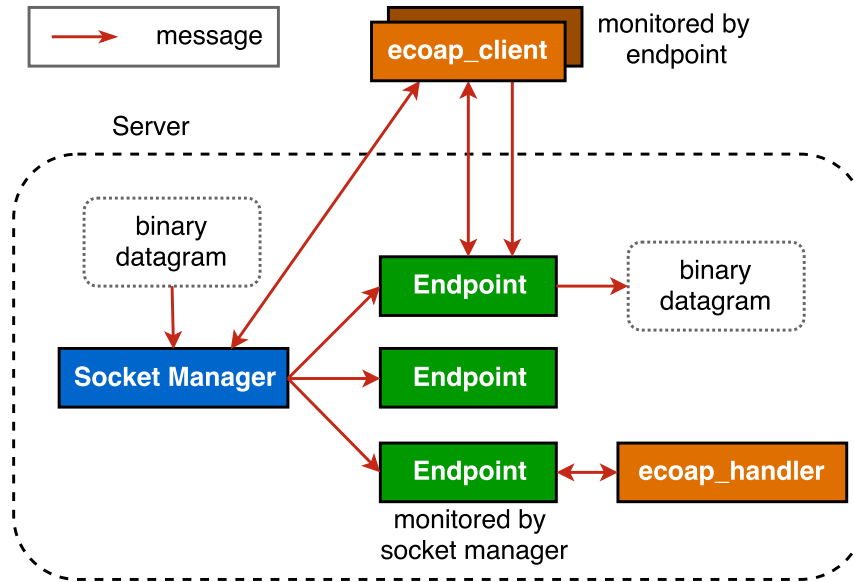 message
ecoap_client
monitored by
endpoint
Server
binary
datagram
Endpoint
binary
datagram
Socket Manager
Endpoint
Endpoint
ecoap_handler
monitored by
socket manager